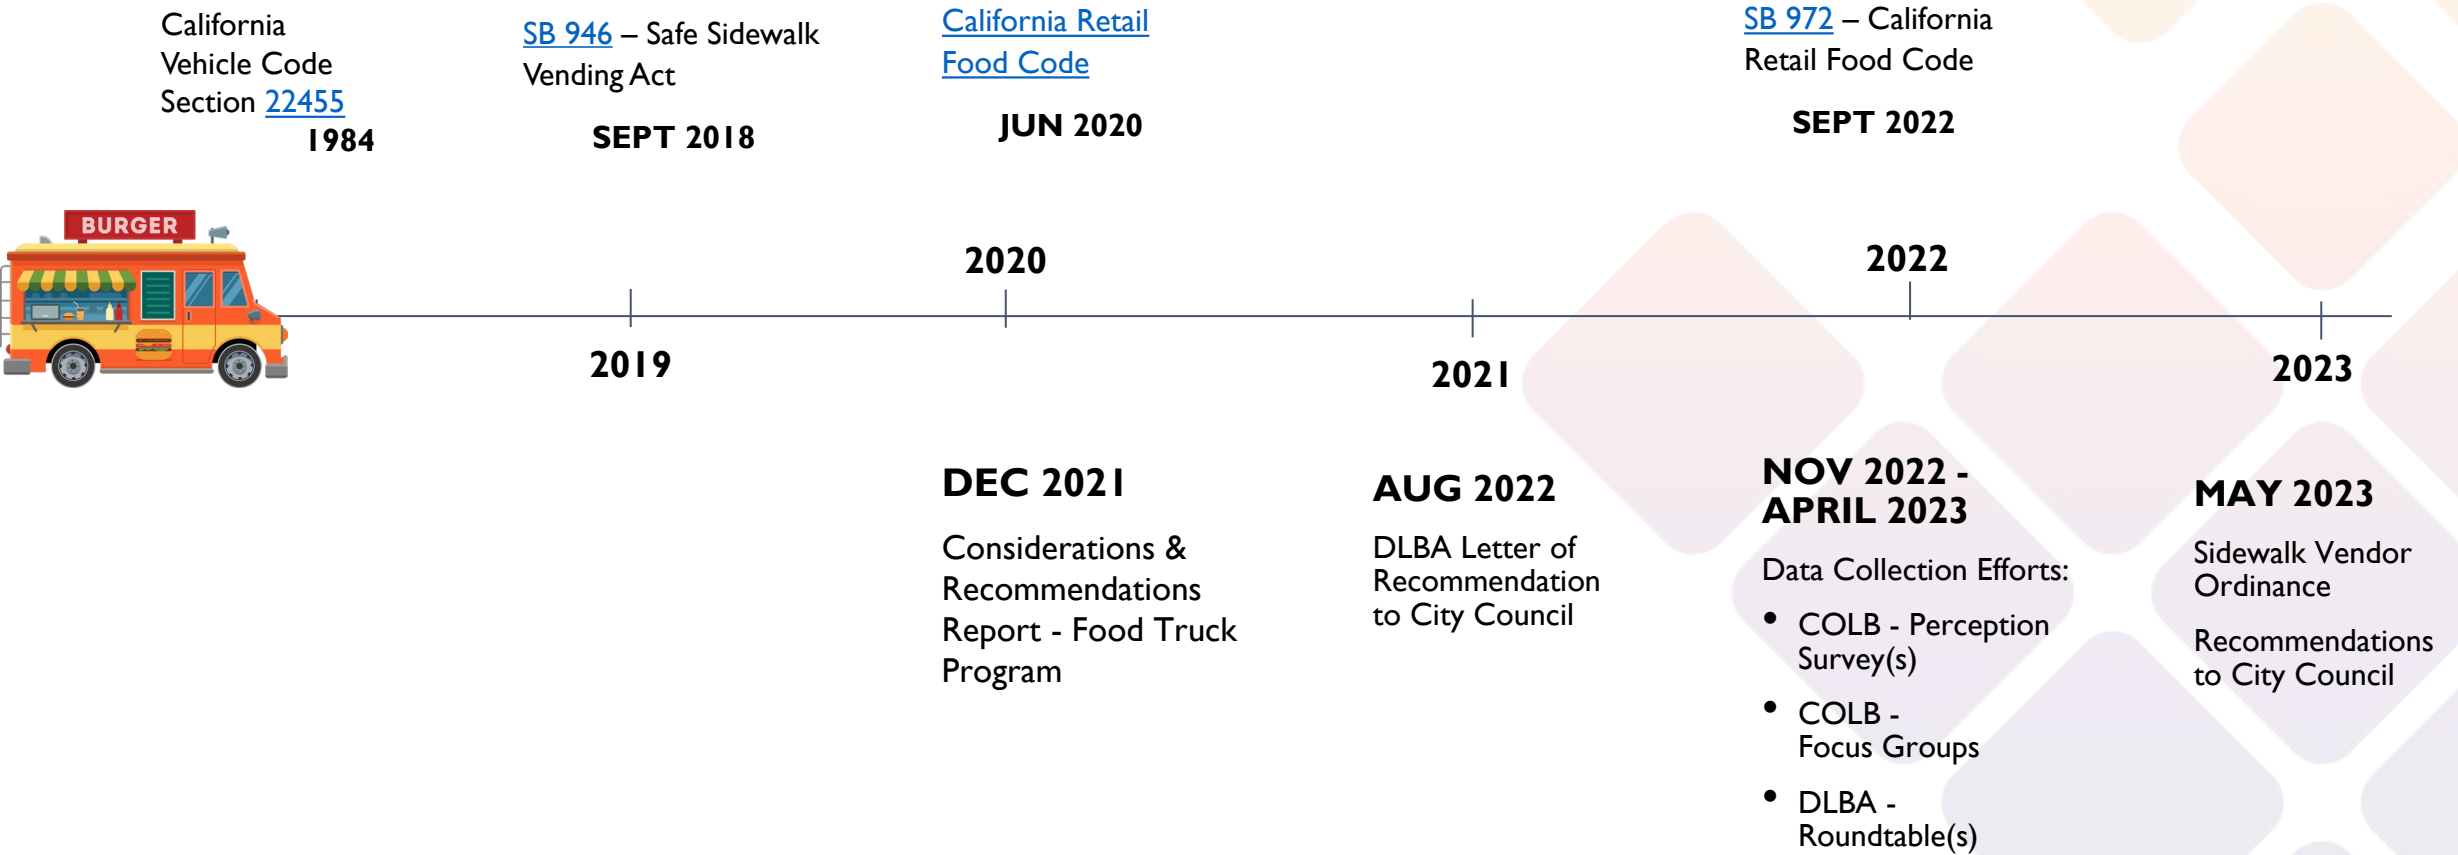 California
Vehicle Code
Section 22455
1984
SB 946 – Safe Sidewalk
Vending Act
SEPT 2018
California Retail
Food Code
JUN 2020
SB 972 – California
Retail Food Code
SEPT 2022
BURGER
2019
2020
2021
2022
2023
DEC 2021
Considerations &
Recommendations
Report - Food Truck
Program
AUG 2022
DLBA Letter of
Recommendation
to City Council
NOV 2022 -
APRIL 2023
Data Collection Efforts:
• COLB - Perception
Survey(s)
• COLB -
Focus Groups
• DLBA -
Roundtable(s)
MAY 2023
Sidewalk Vendor
Ordinance
Recommendations
to City Council